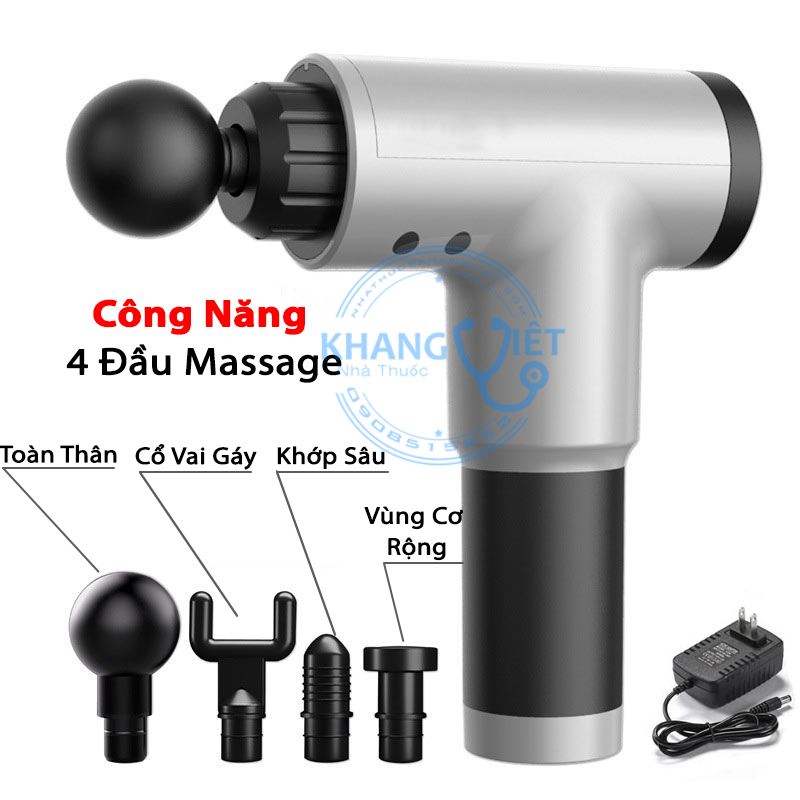 Công Năng
4 Đầu Massage
KHANG VIỆT
Nhà Thuốc
Toàn Thân
Cổ Vai Gáy
Khớp Sâu
Vùng Cơ
Rộng